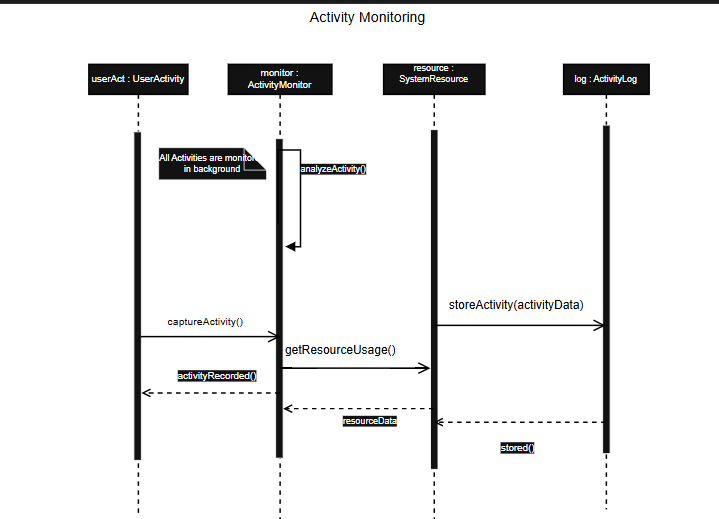 Activity Monitoring
userAct : UserActivity
monitor :
ActivityMonitor
resource :
SystemResource
log : ActivityLog
All Activities are monitor
in background
analyzeActivity()
storeActivity(activityData)
captureActivity()
getResourceUsage()
activityRecorded()
resourceData
stored()